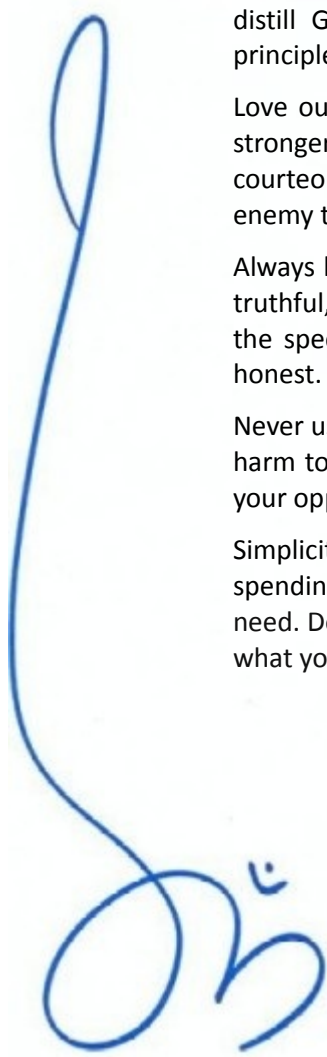 distill G
principle
Love ou
stronger
courteo
enemy t
Always
truthful,
the spec
honest.
Never u
harm to
your opp
Simplicit
spendin
need. D
what yo